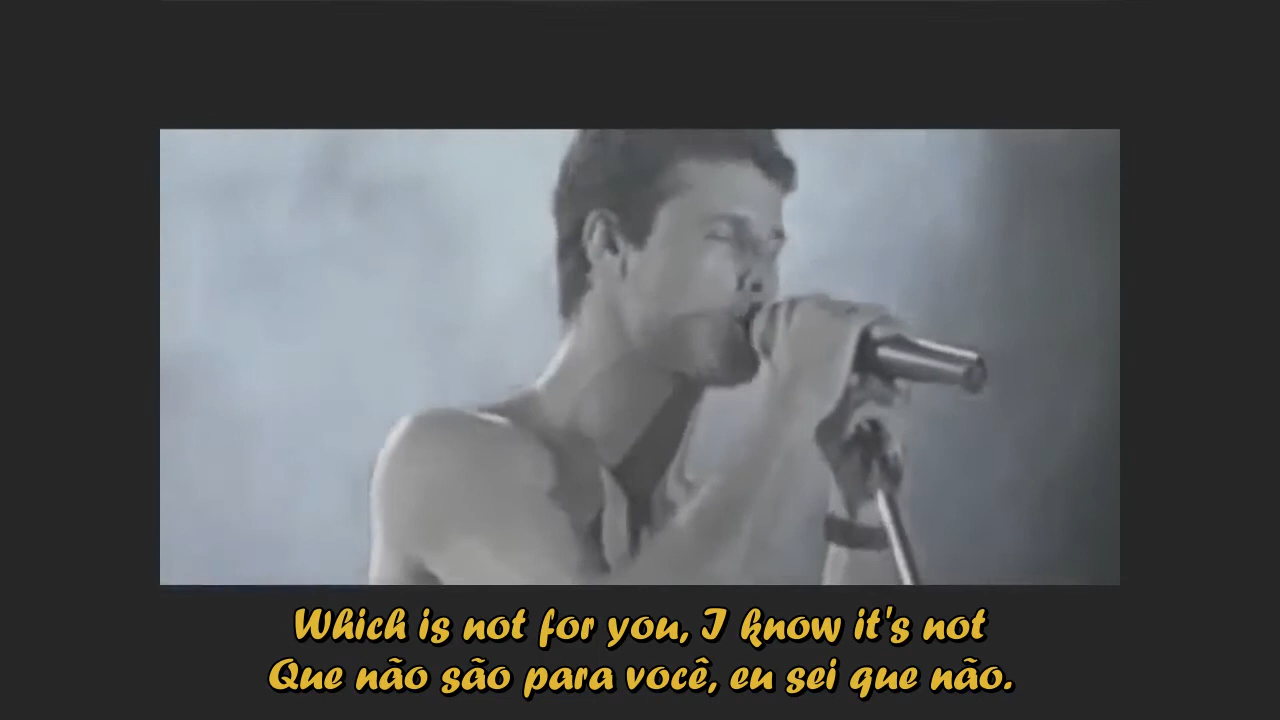 Which is not for you, I know it's not
Que não são para você, eu sei que não.